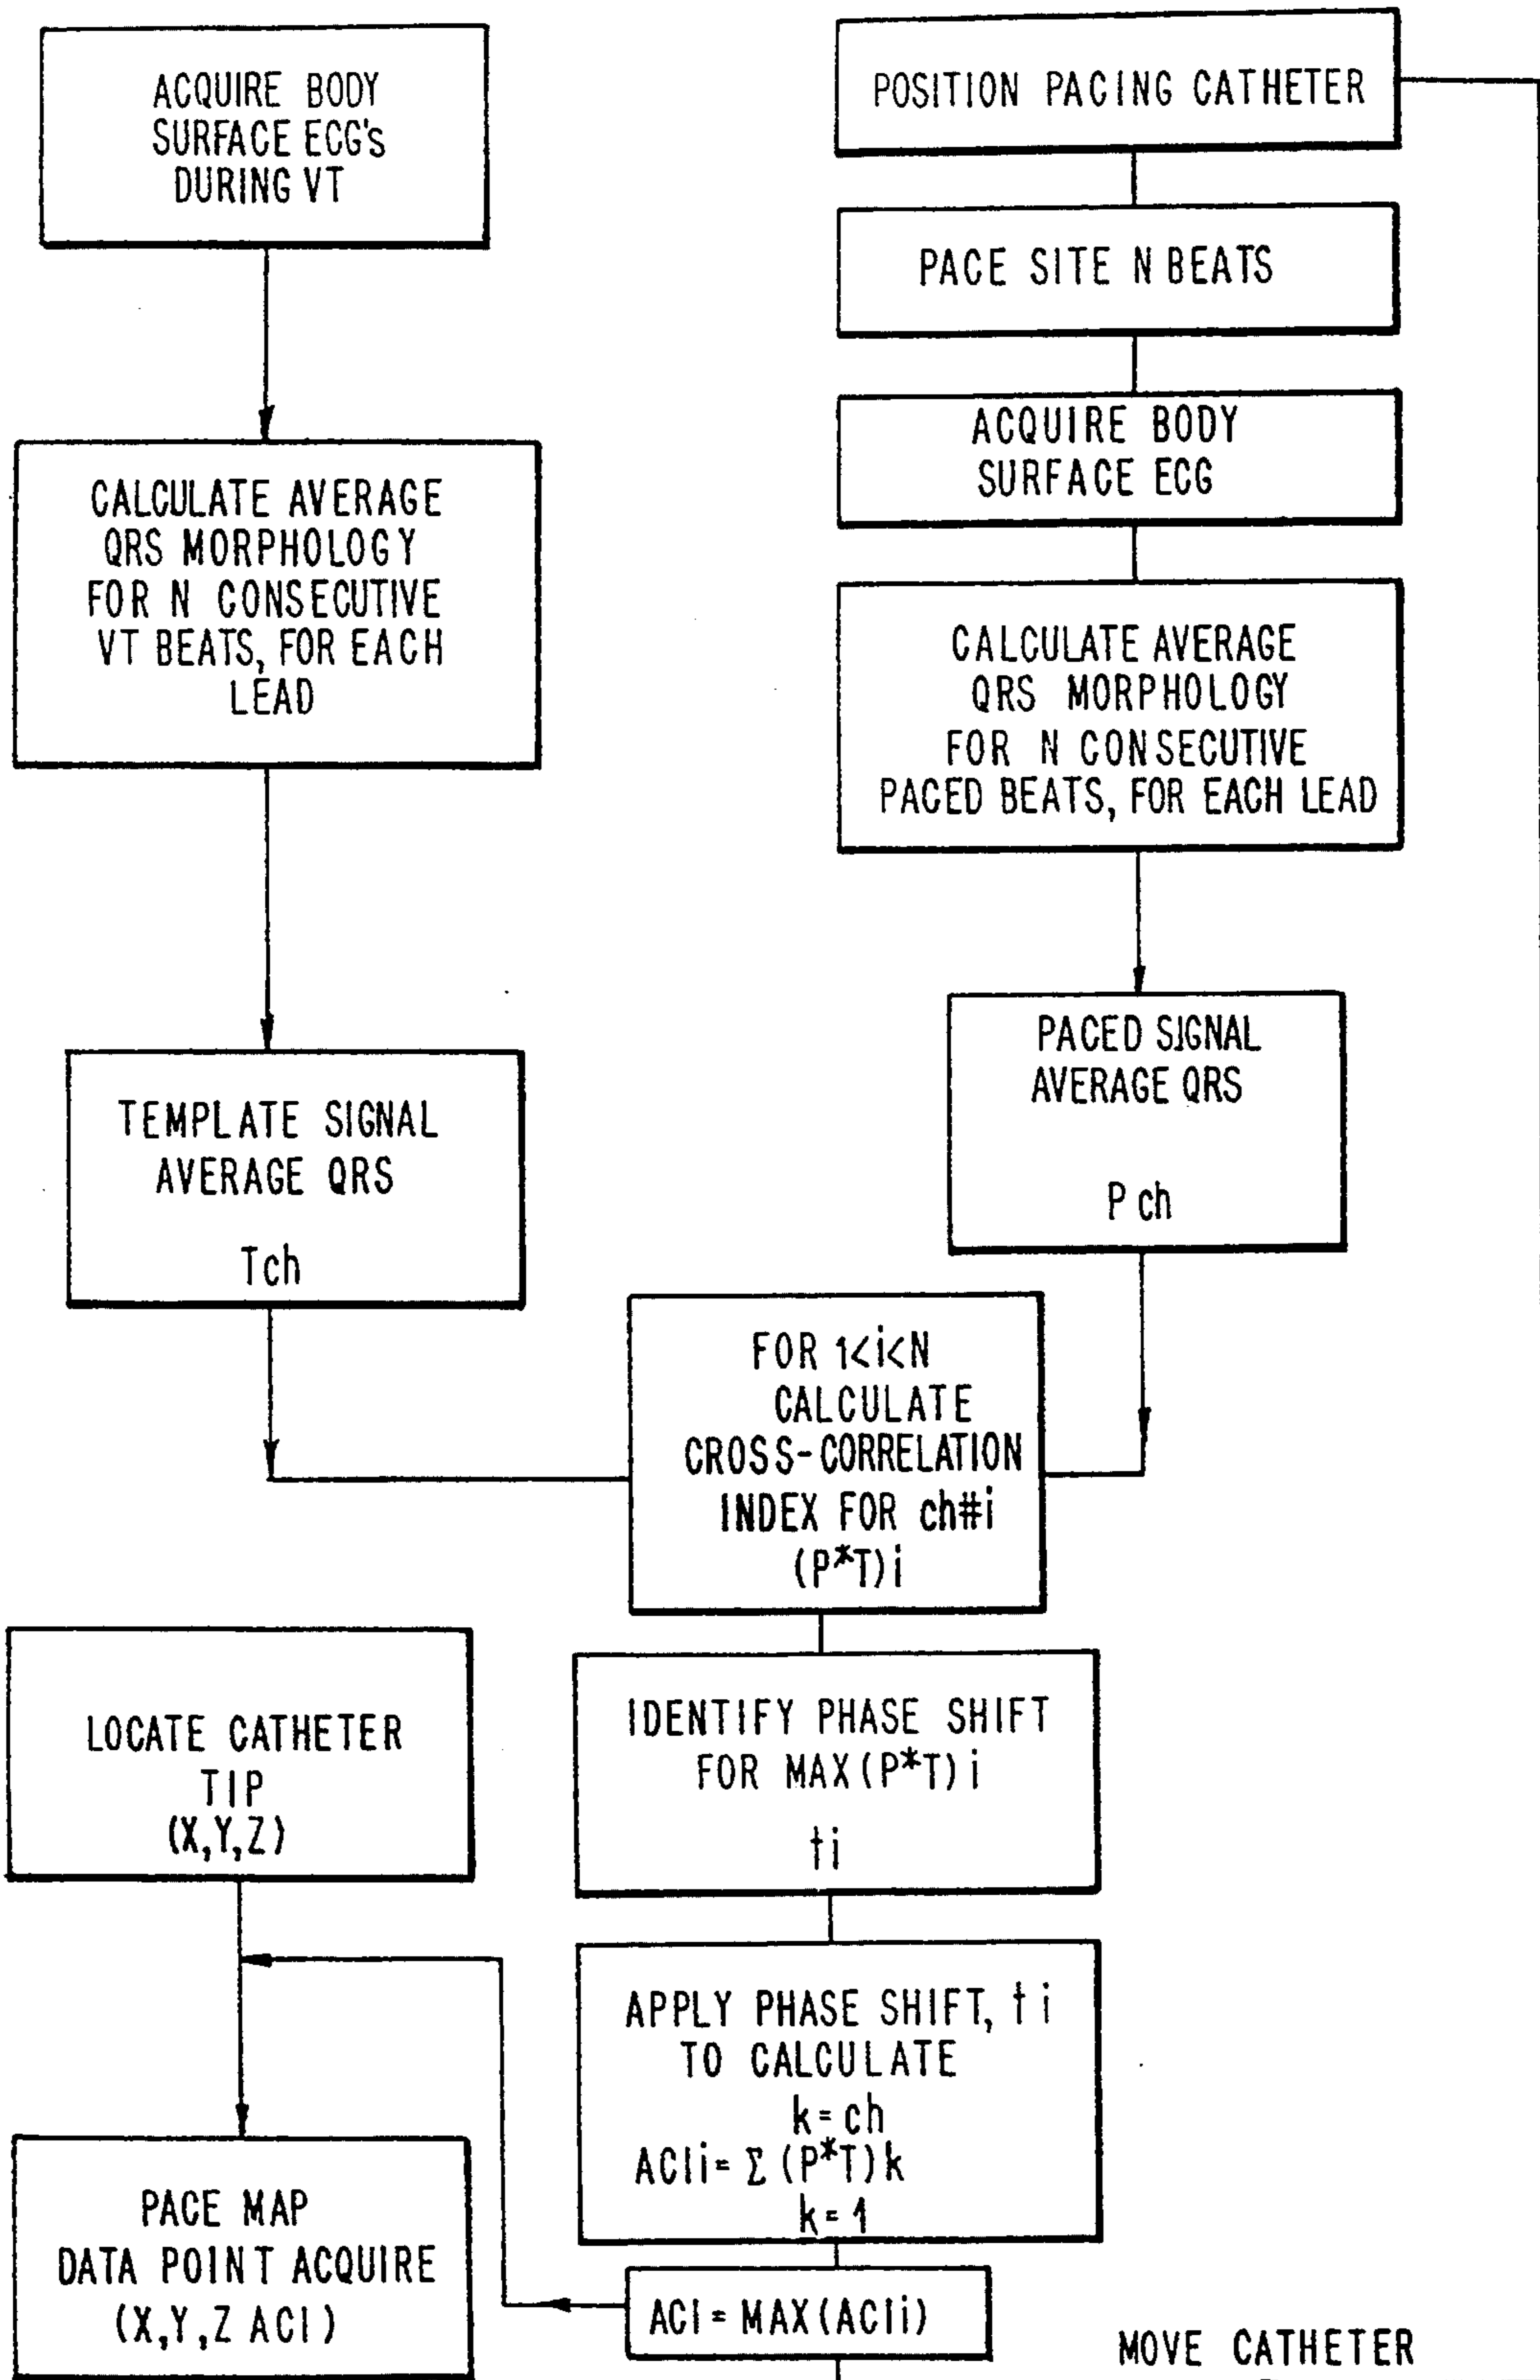 ACQUIRE BODY
SURFACE ECG's
DURING VT
POSITION PACING CATHETER
PACE SITE N BEATS
ACQUIRE BODY
SURFACE ECG
CALCULATE AVERAGE
QRS MORPHOLOGY
FOR N CONSECUTIVE
VT BEATS, FOR EACH
LEAD
CALCULATE AVERAGE
QRS MORPHOLOGY
FOR N CONSECUTIVE
PACED BEATS, FOR EACH LEAD
TEMPLATE SIGNAL
AVERAGE QRS
Tch
PACED SIGNAL
AVERAGE QRS
P ch
FOR 1<i<N
CALCULATE
CROSS-CORRELATION
INDEX FOR ch#i
(P*T)i
LOCATE CATHETER
TIP
(X,Y,Z)
IDENTIFY PHASE SHIFT
FOR MAX(P*T)i
ti
APPLY PHASE SHIFT, ti
TO CALCULATE
k=ch
ACIi=Σ(P*T)k
k=1
PACE MAP
DATA POINT ACQUIRE
(X,Y,Z ACI)
ACI=MAX(ACIi)
MOVE CATHETER